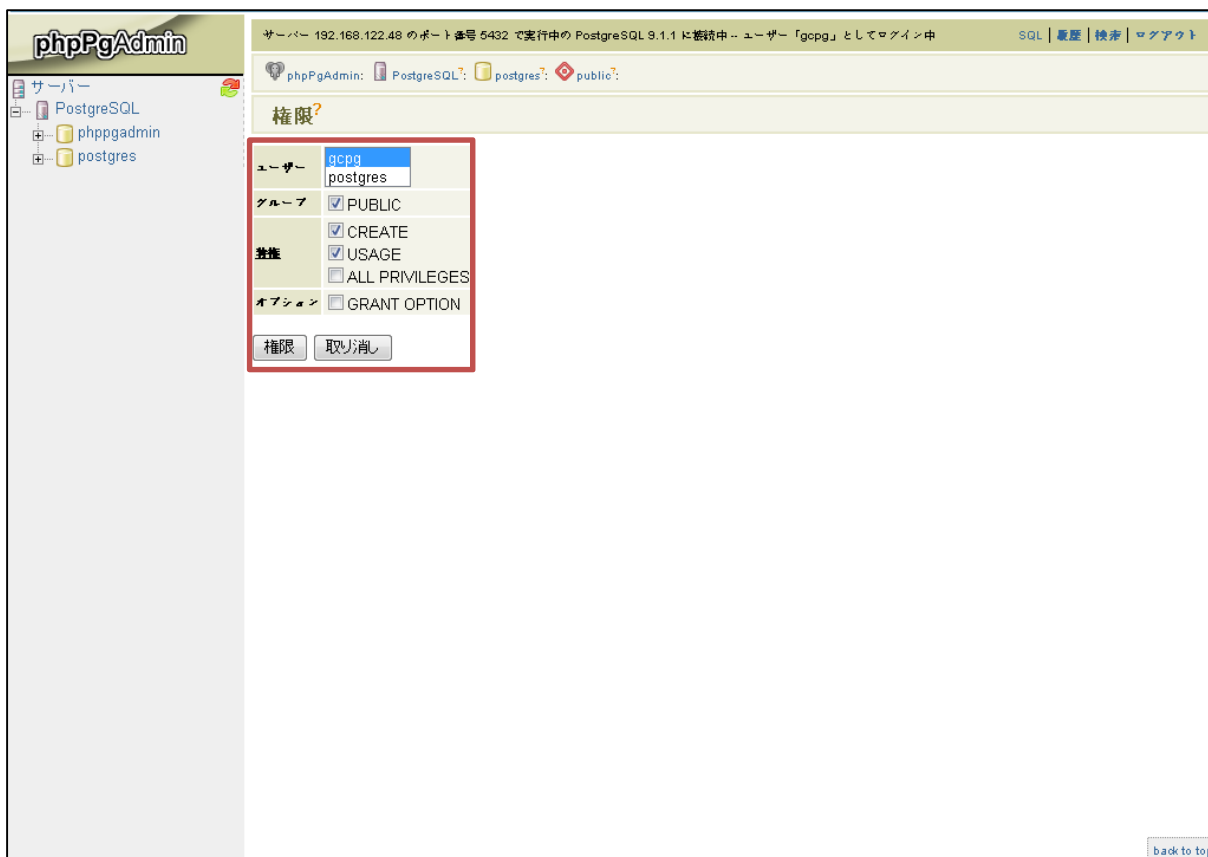 phpPgAdmin
サーバー 192.168.122.48 のポート番号 5432 で実行中の PostgreSQL 9.1.1 に接続中 -- ユーザー「gcpg」としてログイン中
SQL | 履歴 | 検索 | ログアウト
phpPgAdmin: PostgreSQL?: postgres?: public?:
サーバー
PostgreSQL
phppgadmin
postgres
権限?
ユーザー
gcpg
postgres
グループ PUBLIC
特権
CREATE
USAGE
ALL PRIVILEGES
オプション GRANT OPTION
権限 取り消し
back to top